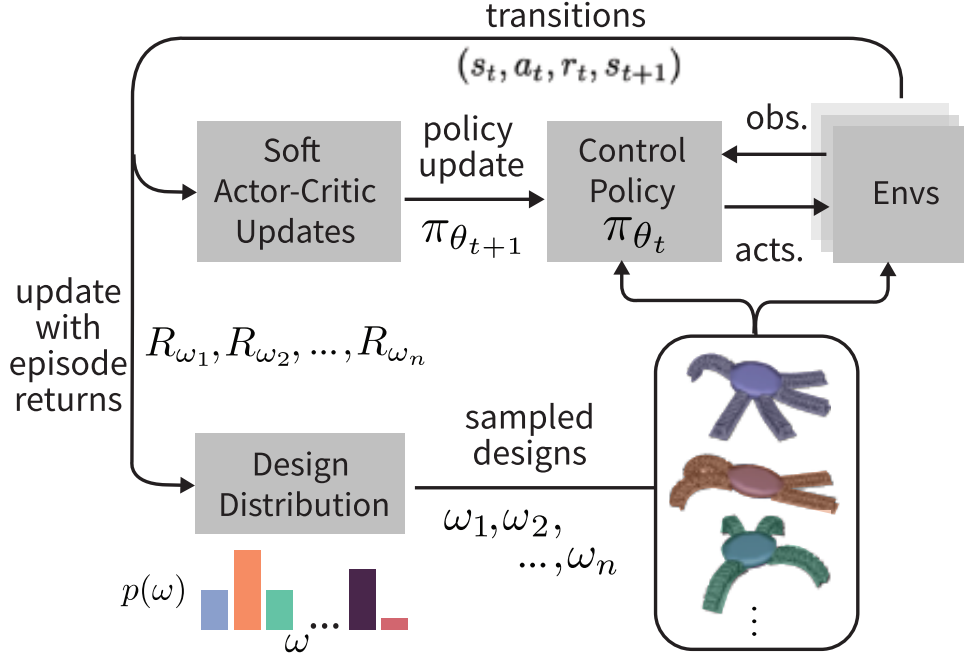 transitions
(s_t, a_t, r_t, s_{t+1})
obs.
policy
update
Soft
Actor-Critic
Updates
π_{θ_{t+1}}
Control
Policy
π_{θ_t}
Envs
acts.
update
with
episode
returns
R_{ω_1}, R_{ω_2}, ..., R_{ω_n}
sampled
designs
Design
Distribution
ω_1, ω_2,
..., ω_n
p(ω)
...
ω
⋮